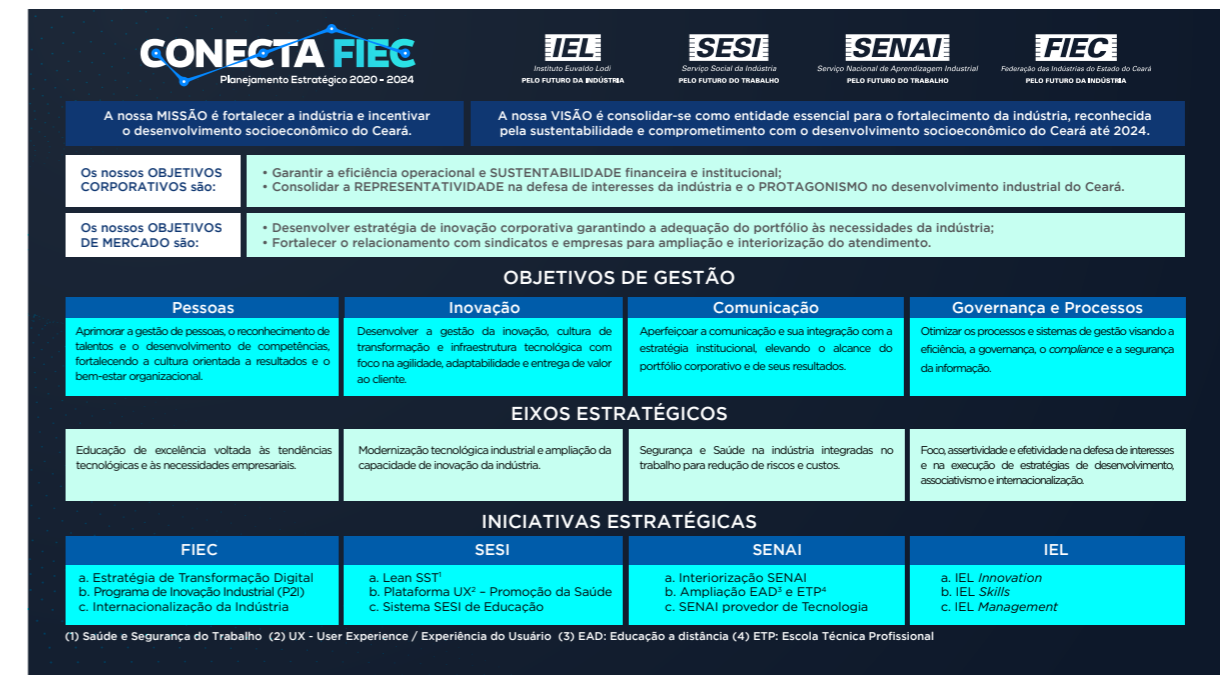 CONECTA FIEC
Planejamento Estratégico 2020 - 2024
IEL
Instituto Euvaldo Lodi
PELO FUTURO DA INDÚSTRIA
SESI
Serviço Social da Indústria
PELO FUTURO DO TRABALHO
SENAI
Serviço Nacional de Aprendizagem Industrial
PELO FUTURO DO TRABALHO
FIEC
Federação das Indústrias do Estado do Ceará
PELO FUTURO DA INDÚSTRIA
A nossa MISSÃO é fortalecer a indústria e incentivar
o desenvolvimento socioeconômico do Ceará.
A nossa VISÃO é consolidar-se como entidade essencial para o fortalecimento da indústria, reconhecida
pela sustentabilidade e comprometimento com o desenvolvimento socioeconômico do Ceará até 2024.
Os nossos OBJETIVOS
CORPORATIVOS são:
• Garantir a eficiência operacional e SUSTENTABILIDADE financeira e institucional;
• Consolidar a REPRESENTATIVIDADE na defesa de interesses da indústria e o PROTAGONISMO no desenvolvimento industrial do Ceará.
Os nossos OBJETIVOS
DE MERCADO são:
• Desenvolver estratégia de inovação corporativa garantindo a adequação do portfólio às necessidades da indústria;
• Fortalecer o relacionamento com sindicatos e empresas para ampliação e interiorização do atendimento.
OBJETIVOS DE GESTÃO
Pessoas
Aprimorar a gestão de pessoas, o reconhecimento de
talentos e o desenvolvimento de competências,
fortalecendo a cultura orientada a resultados e o
bem-estar organizacional.
Inovação
Desenvolver a gestão da inovação, cultura de
transformação e infraestrutura tecnológica com
foco na agilidade, adaptabilidade e entrega de valor
ao cliente.
Comunicação
Aperfeiçoar a comunicação e sua integração com a
estratégia institucional, elevando o alcance do
portfólio corporativo e de seus resultados.
Governança e Processos
Otimizar os processos e sistemas de gestão visando a
eficiência, a governança, o compliance e a segurança
da informação.
EIXOS ESTRATÉGICOS
Educação de excelência voltada às tendências
tecnológicas e às necessidades empresariais.
Modernização tecnológica industrial e ampliação da
capacidade de inovação da indústria.
Segurança e Saúde na indústria integradas no
trabalho para redução de riscos e custos.
Foco, assertividade e efetividade na defesa de interesses
e na execução de estratégias de desenvolvimento,
associativismo e internacionalização.
INICIATIVAS ESTRATÉGICAS
FIEC
a. Estratégia de Transformação Digital
b. Programa de Inovação Industrial (P2I)
c. Internacionalização da Indústria
SESI
a. Lean SST¹
b. Plataforma UX² – Promoção da Saúde
c. Sistema SESI de Educação
SENAI
a. Interiorização SENAI
b. Ampliação EAD³ e ETP⁴
c. SENAI provedor de Tecnologia
IEL
a. IEL Innovation
b. IEL Skills
c. IEL Management
(1) Saúde e Segurança do Trabalho (2) UX - User Experience / Experiência do Usuário (3) EAD: Educação a distância (4) ETP: Escola Técnica Profissional